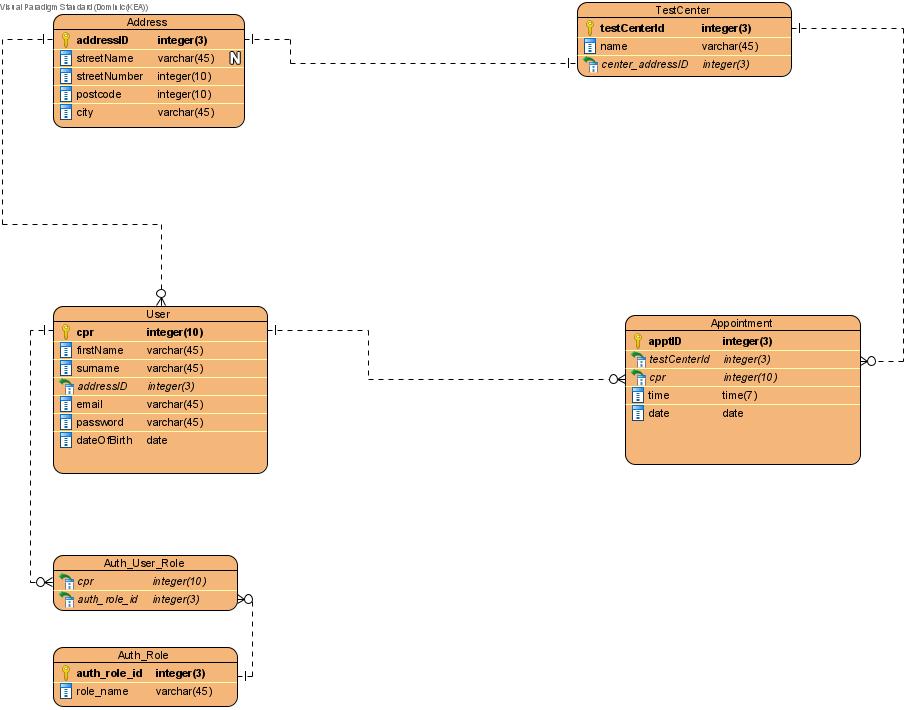 Visual Paradigm Standard (Dominic(KEA))
Address
addressID integer(3)
streetName varchar(45) N
streetNumber integer(10)
postcode integer(10)
city varchar(45)
TestCenter
testCenterId integer(3)
name varchar(45)
center_addressID integer(3)
User
cpr integer(10)
firstName varchar(45)
surname varchar(45)
addressID integer(3)
email varchar(45)
password varchar(45)
dateOfBirth date
Appointment
apptID integer(3)
testCenterId integer(3)
cpr integer(10)
time time(7)
date date
Auth_User_Role
cpr integer(10)
auth_role_id integer(3)
Auth_Role
auth_role_id integer(3)
role_name varchar(45)